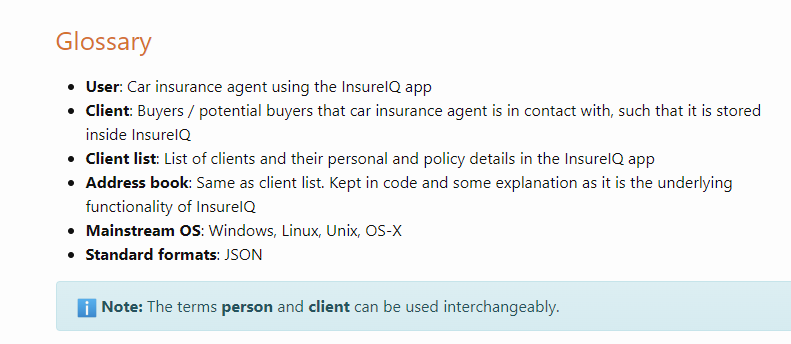 Glossary
• User: Car insurance agent using the InsureIQ app
• Client: Buyers / potential buyers that car insurance agent is in contact with, such that it is stored
inside InsureIQ
• Client list: List of clients and their personal and policy details in the InsureIQ app
• Address book: Same as client list. Kept in code and some explanation as it is the underlying
functionality of InsureIQ
• Mainstream OS: Windows, Linux, Unix, OS-X
• Standard formats: JSON
ℹ️ Note: The terms person and client can be used interchangeably.